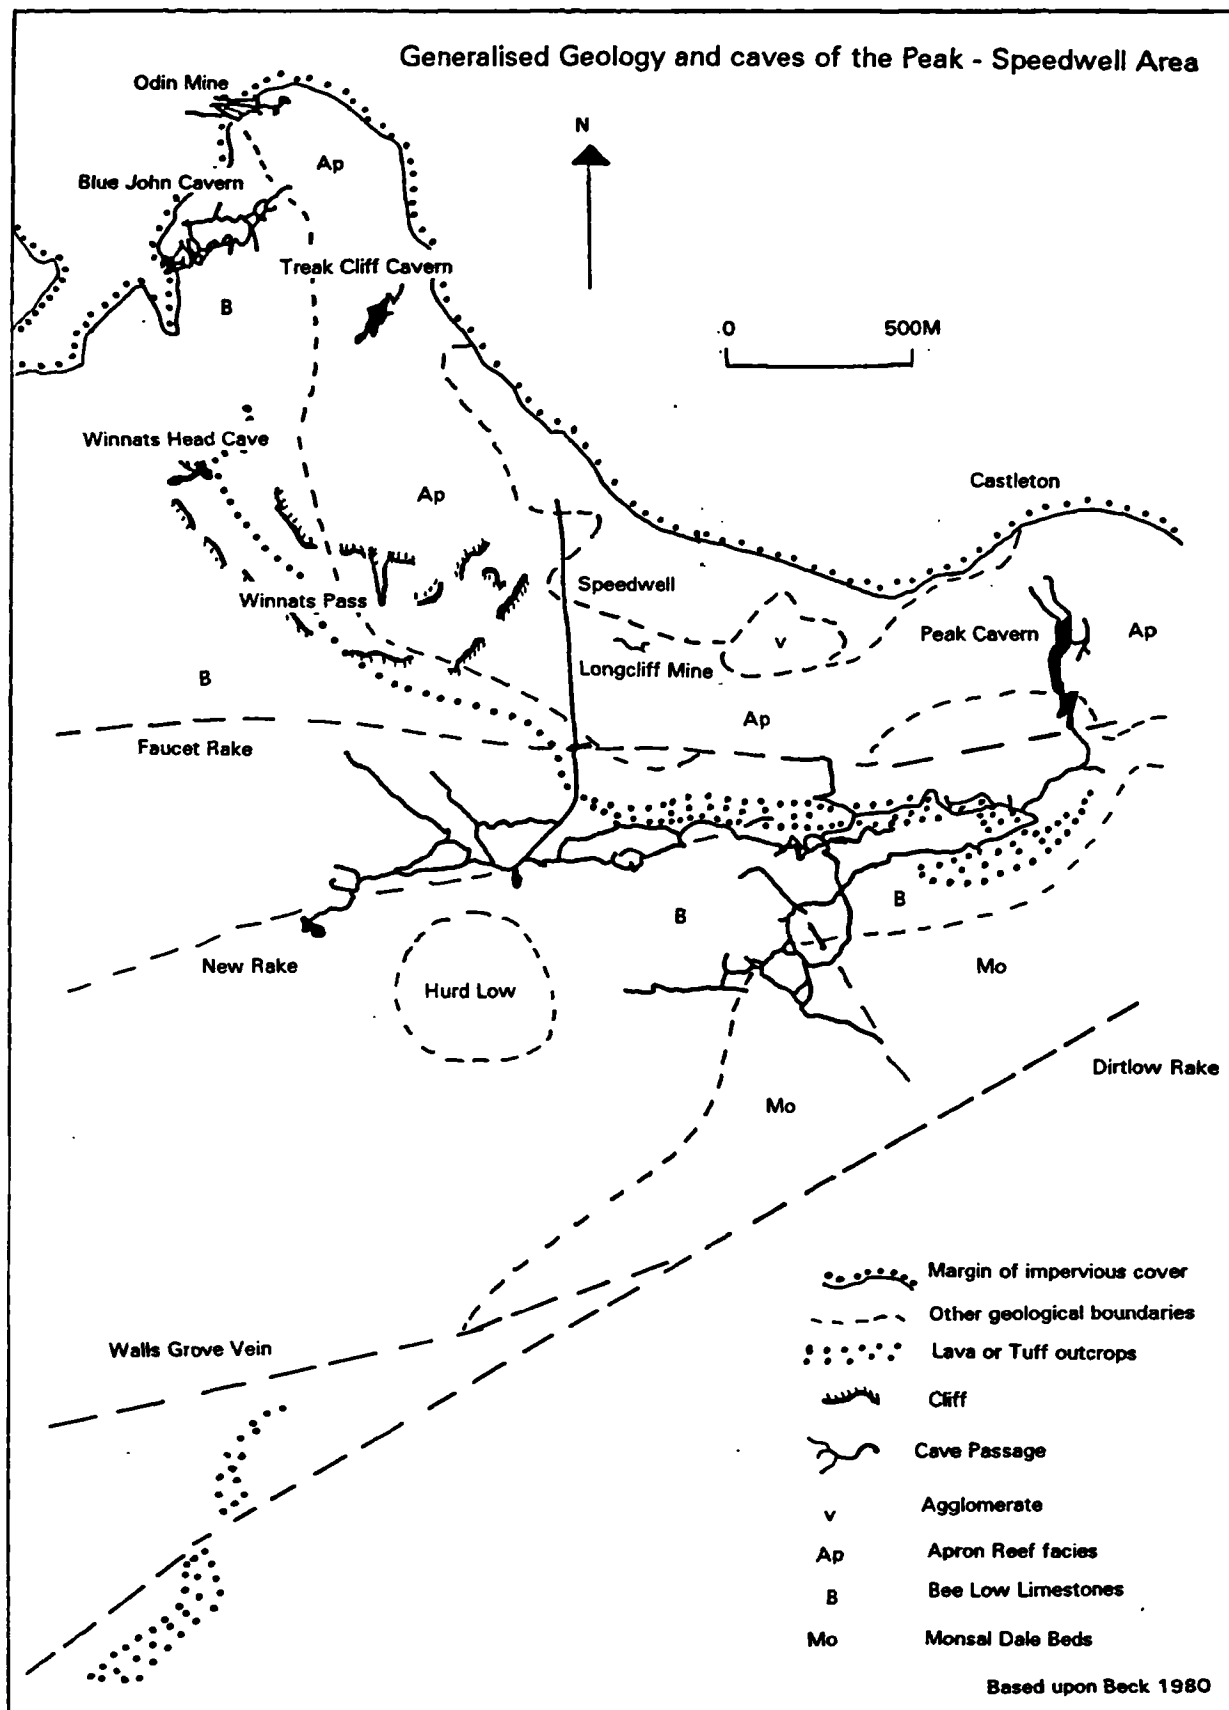 Generalised Geology and caves of the Peak - Speedwell Area
Odin Mine
N
Ap
Blue John Cavern
Treak Cliff Cavern
B
0 500M
Winnats Head Cave
Ap
Castleton
Speedwell
Winnats Pass
Peak Cavern
Ap
v
Longcliff Mine
B
Ap
Faucet Rake
B
B
New Rake
Mo
Hurd Low
Dirtlow Rake
Mo
Margin of impervious cover
Other geological boundaries
Walls Grove Vein
Lava or Tuff outcrops
Cliff
Cave Passage
v Agglomerate
Ap Apron Reef facies
B Bee Low Limestones
Mo Monsal Dale Beds
Based upon Beck 1980